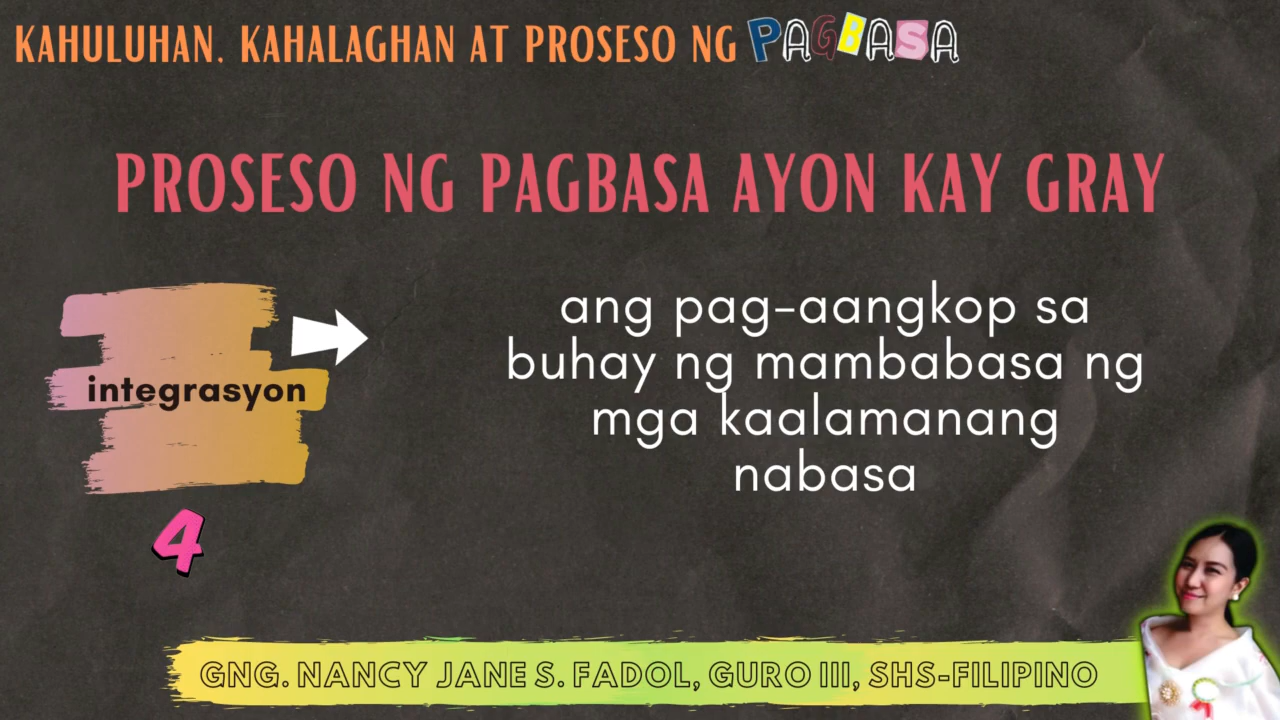 KAHULUHAN, KAHALAGHAN AT PROSESO NG PAGBASA
PROSESO NG PAGBASA AYON KAY GRAY
integrasyon
ang pag-aangkop sa
buhay ng mambabasa ng
mga kaalamanang
nabasa
4
GNG. NANCY JANE S. FADOL, GURO III, SHS-FILIPINO